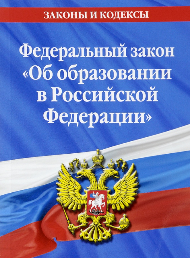 ЗАКОНЫ И КОДЕКСЫ
Федеральный закон
«Об образовании
в Российской
Федерации»